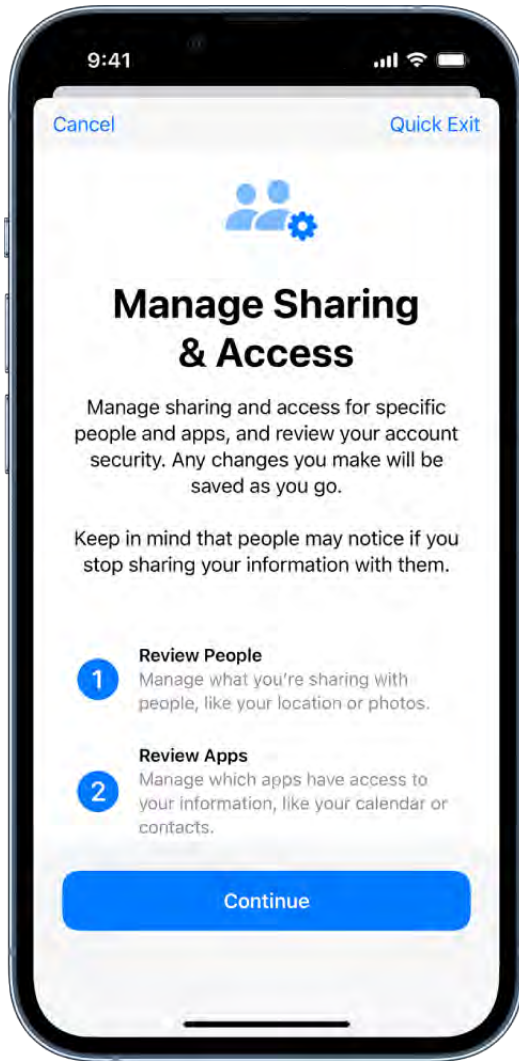 9:41
Cancel
Quick Exit
Manage Sharing
& Access
Manage sharing and access for specific
people and apps, and review your account
security. Any changes you make will be
saved as you go.
Keep in mind that people may notice if you
stop sharing your information with them.
1
Review People
Manage what you're sharing with
people, like your location or photos.
2
Review Apps
Manage which apps have access to
your information, like your calendar or
contacts.
Continue